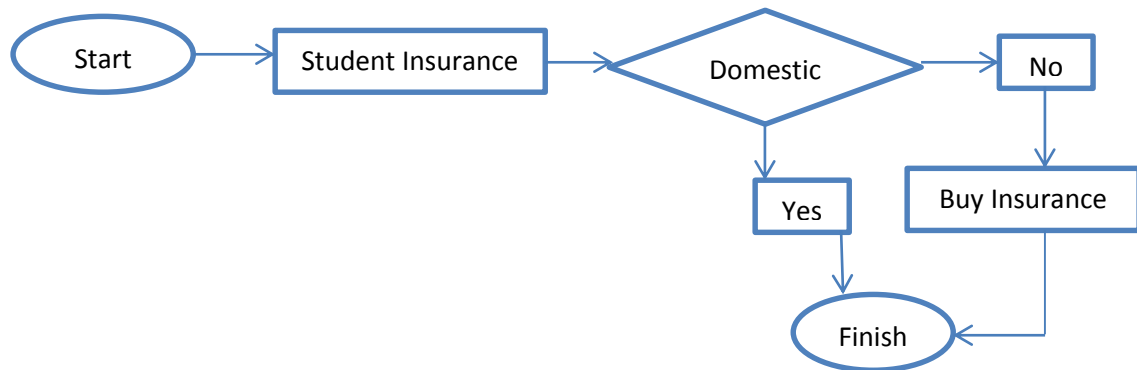 Start
Student Insurance
Domestic
No
Yes
Buy Insurance
Finish